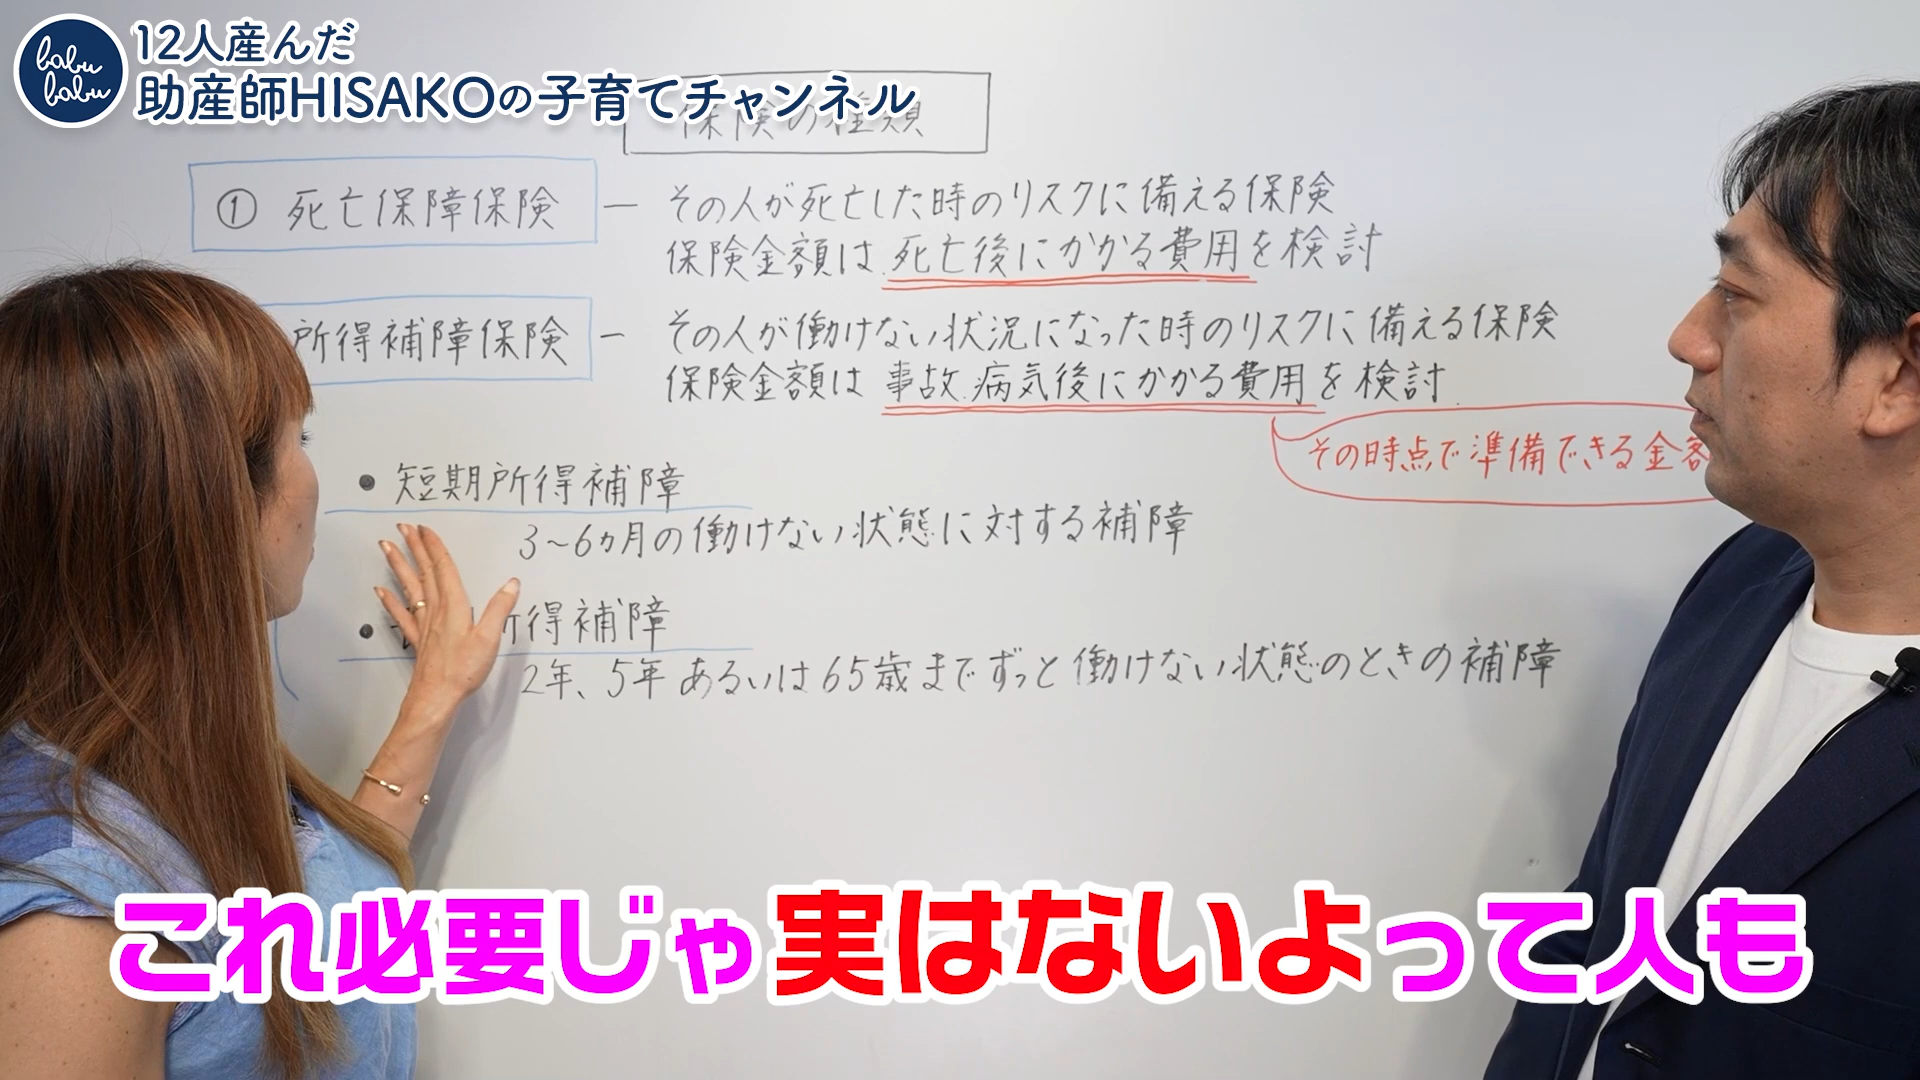 babu
babu
12人産んだ
助産師HISAKOの子育てチャンネル
保険の種類
① 死亡保障保険 ー その人が死亡した時のリスクに備える保険
保険金額は 死亡後にかかる費用を検討
所得補障保険 ー その人が働けない状況になった時のリスクに備える保険
保険金額は 事故.病気後にかかる費用を検討.
その時点で準備できる金
• 短期所得補障
3~6ヵ月の働けない状態に対する補障
• 所得補障
2年、5年あるいは65歳までずっと働けない状態のときの補障
これ必要じゃ実はないよって人も